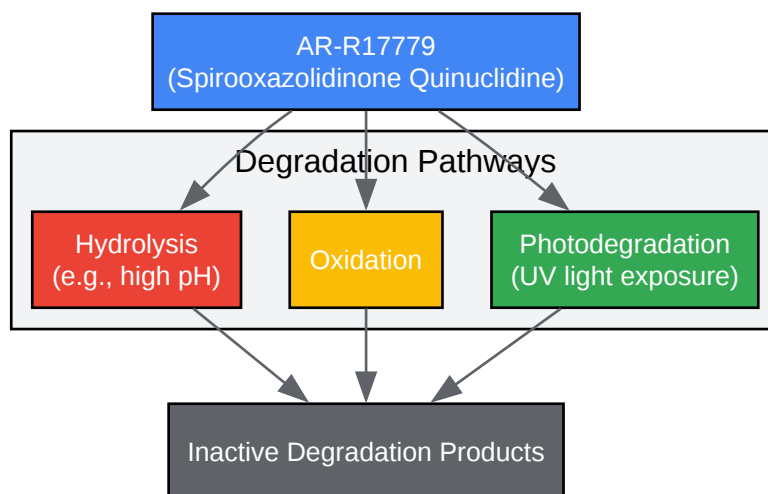 AR-R17779
(Spirooxazolidinone Quinuclidine)
Degradation Pathways
Hydrolysis
(e.g., high pH)
Oxidation
Photodegradation
(UV light exposure)
Inactive Degradation Products